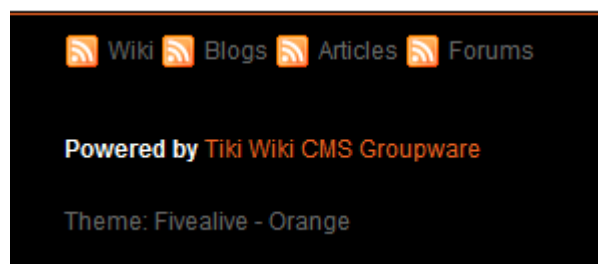 Wiki Blogs Articles Forums
Powered by Tiki Wiki CMS Groupware
Theme: Fivealive - Orange